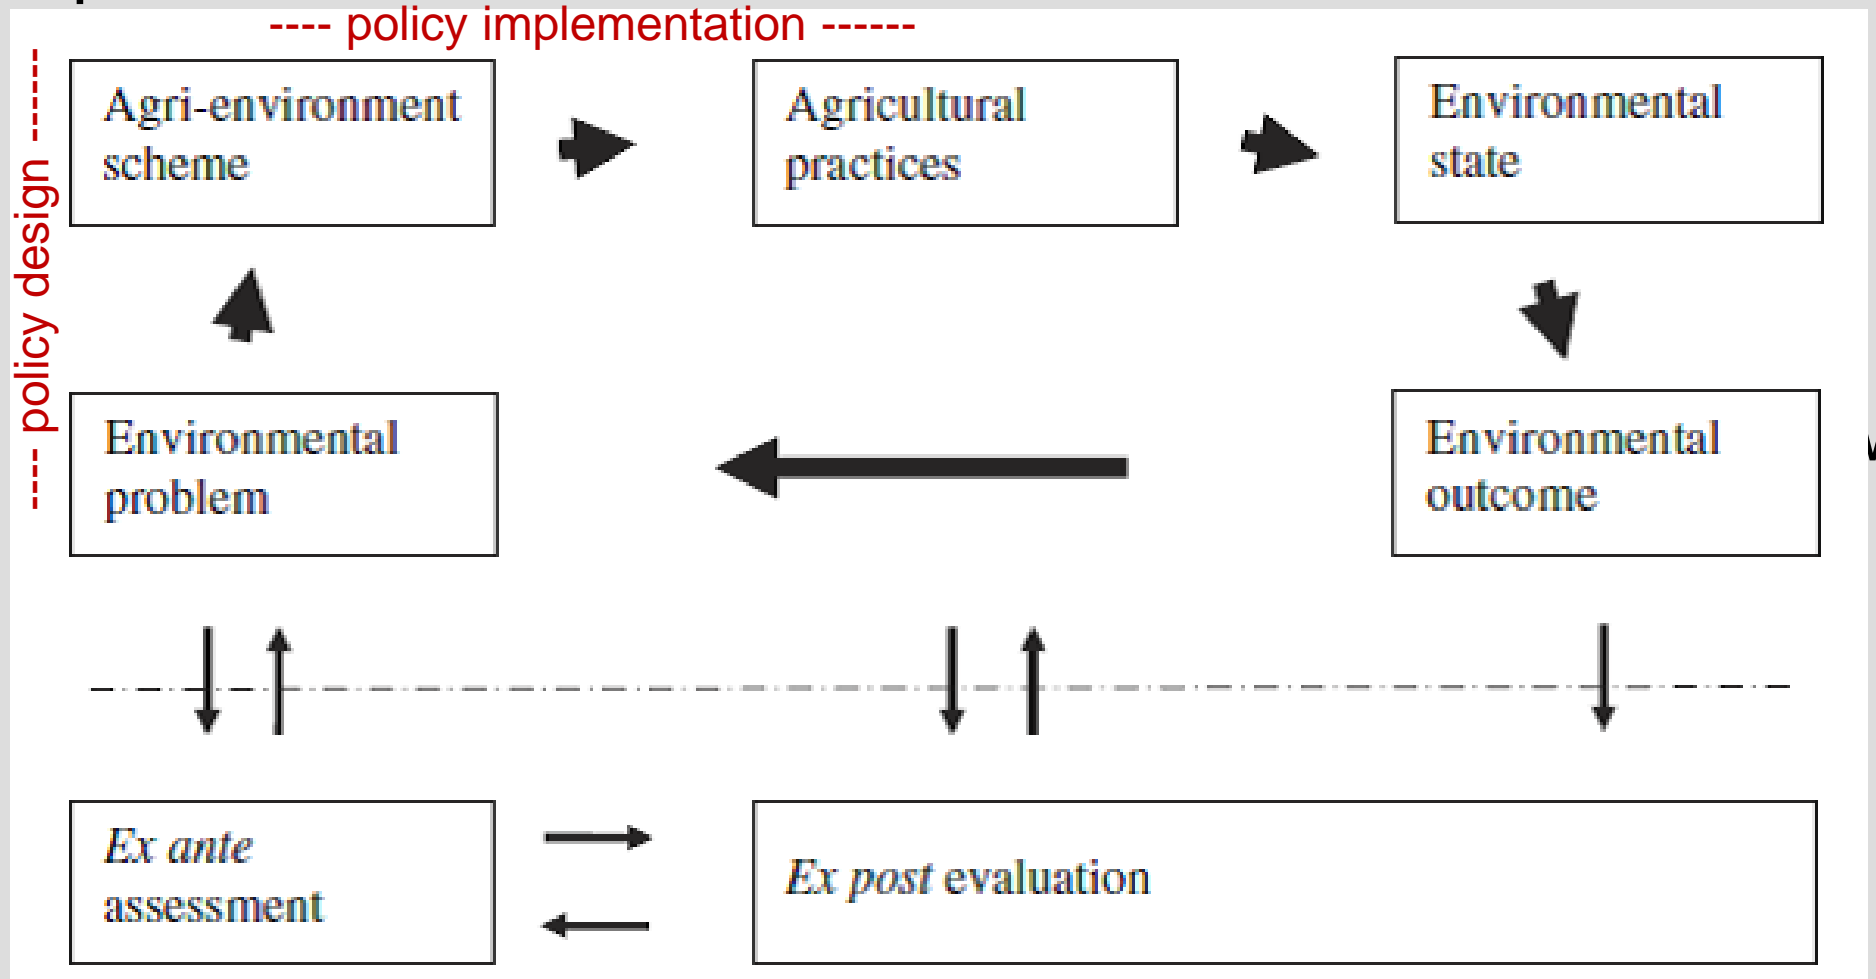 ---- policy implementation ------
---- policy design -------
Agri-environment
scheme
Agricultural
practices
Environmental
state
Environmental
problem
Environmental
outcome
Ex ante
assessment
Ex post evaluation